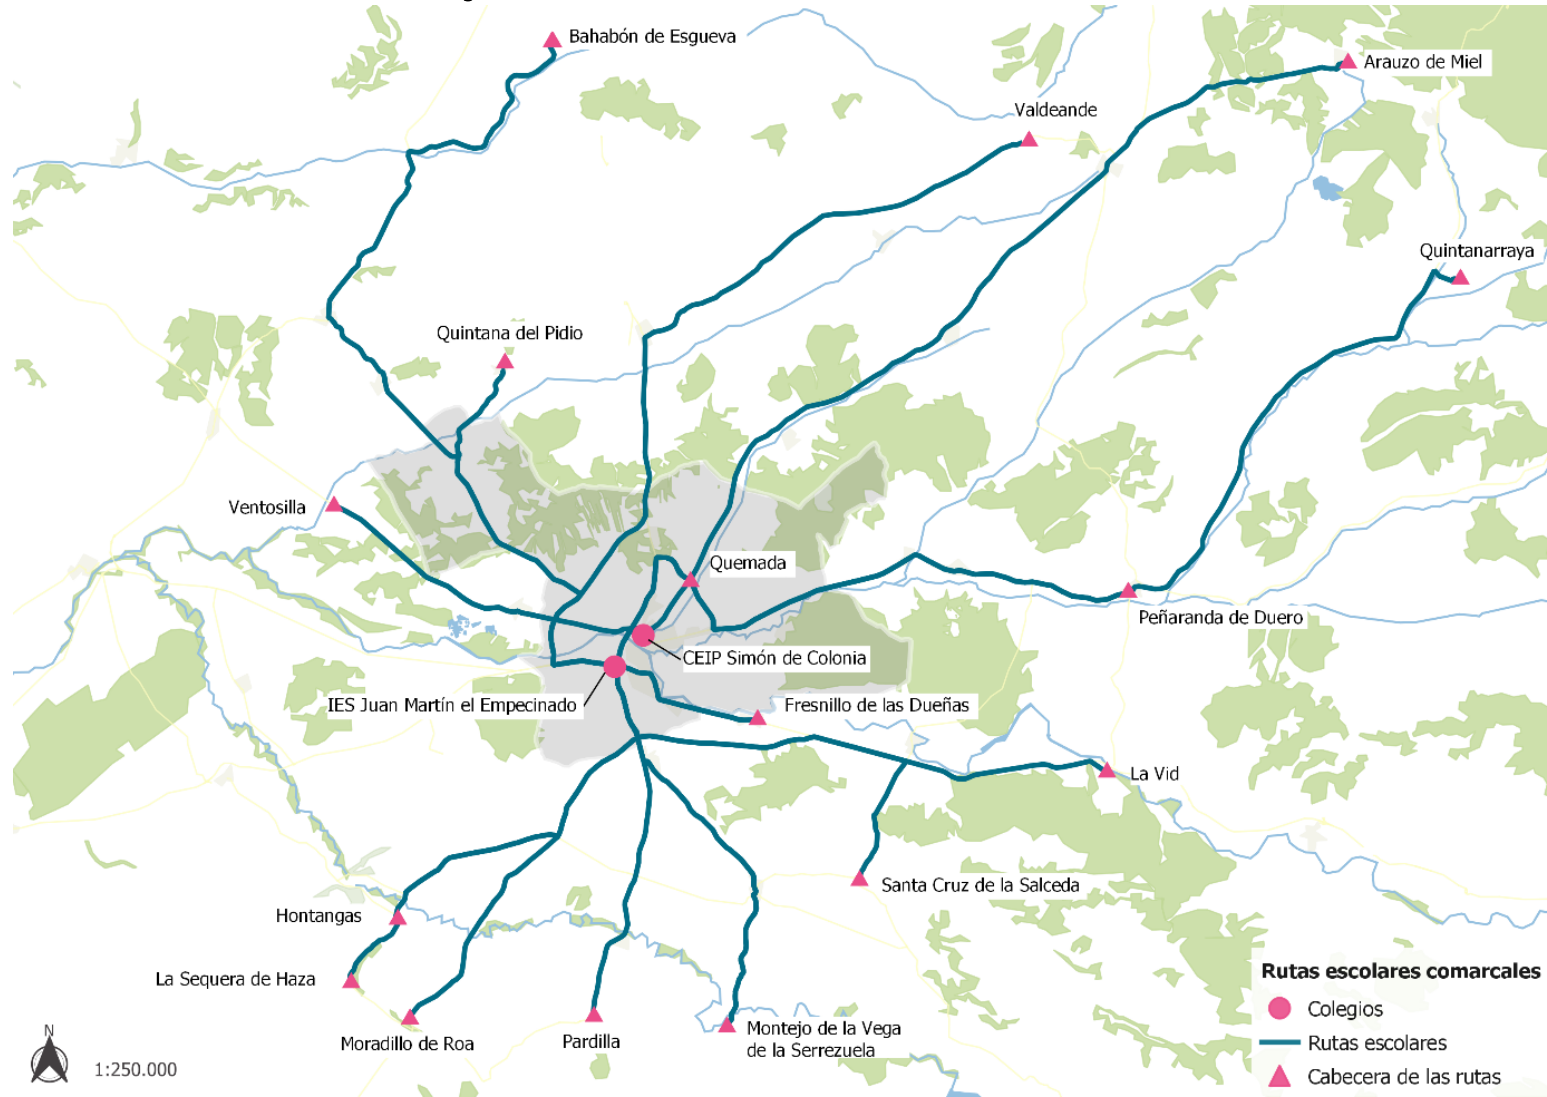 Bahabón de Esgueva
Arauzo de Miel
Valdeande
Quintanarraya
Quintana del Pidio
Ventosilla
Quemada
Peñaranda de Duero
CEIP Simón de Colonia
IES Juan Martín el Empecinado
Fresnillo de las Dueñas
La Vid
Santa Cruz de la Salceda
Hontangas
La Sequera de Haza
Moradillo de Roa
Pardilla
Montejo de la Vega
de la Serrezuela
N
1:250.000
Rutas escolares comarcales
Colegios
Rutas escolares
Cabecera de las rutas